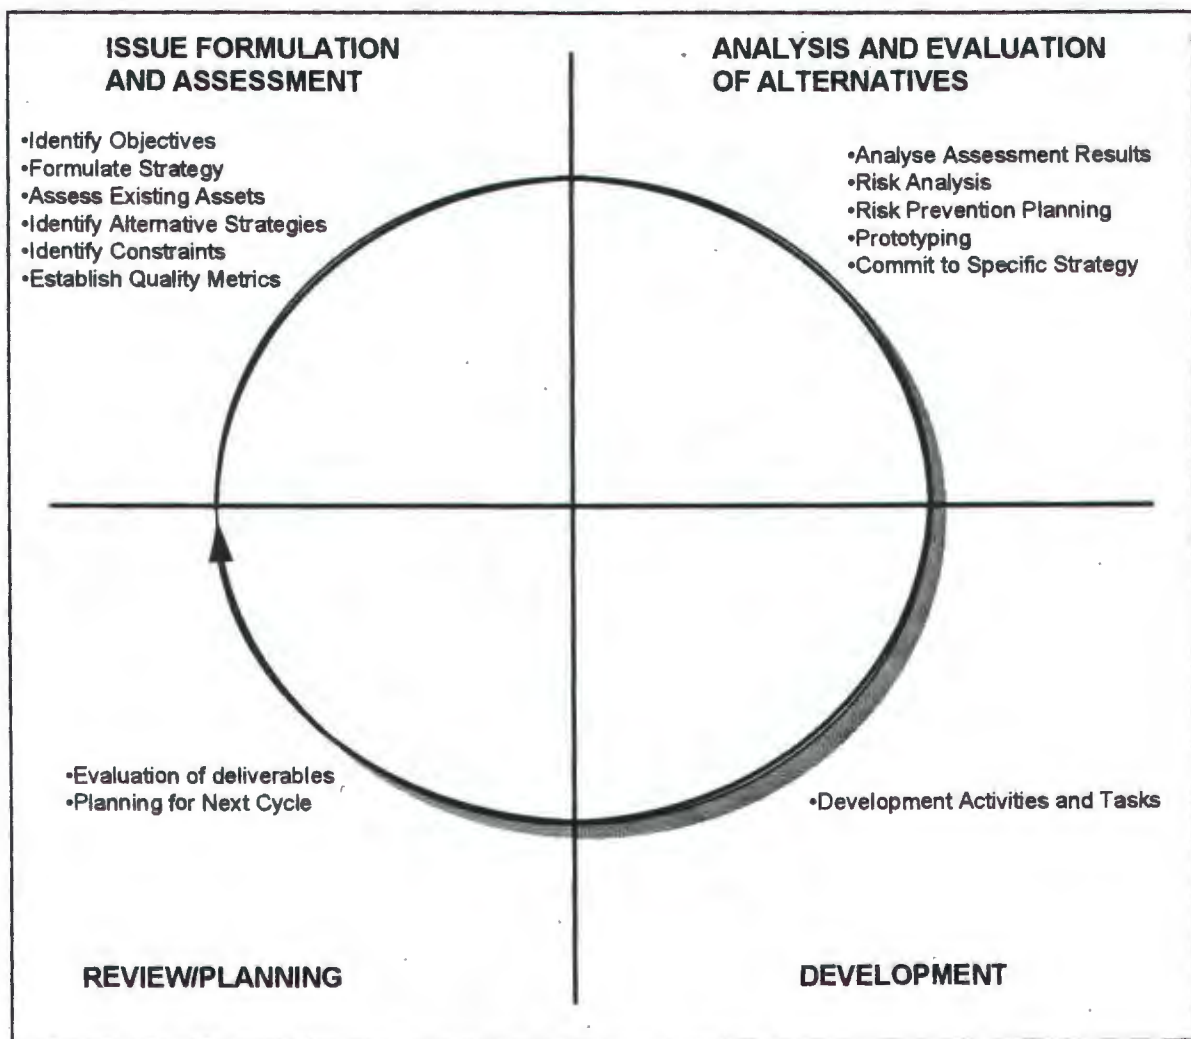 ISSUE FORMULATION
AND ASSESSMENT
•Identify Objectives
•Formulate Strategy
•Assess Existing Assets
•Identify Alternative Strategies
•Identify Constraints
•Establish Quality Metrics
ANALYSIS AND EVALUATION
OF ALTERNATIVES
•Analyse Assessment Results
•Risk Analysis
•Risk Prevention Planning
•Prototyping
•Commit to Specific Strategy
•Evaluation of deliverables
•Planning for Next Cycle
REVIEW/PLANNING
•Development Activities and Tasks
DEVELOPMENT